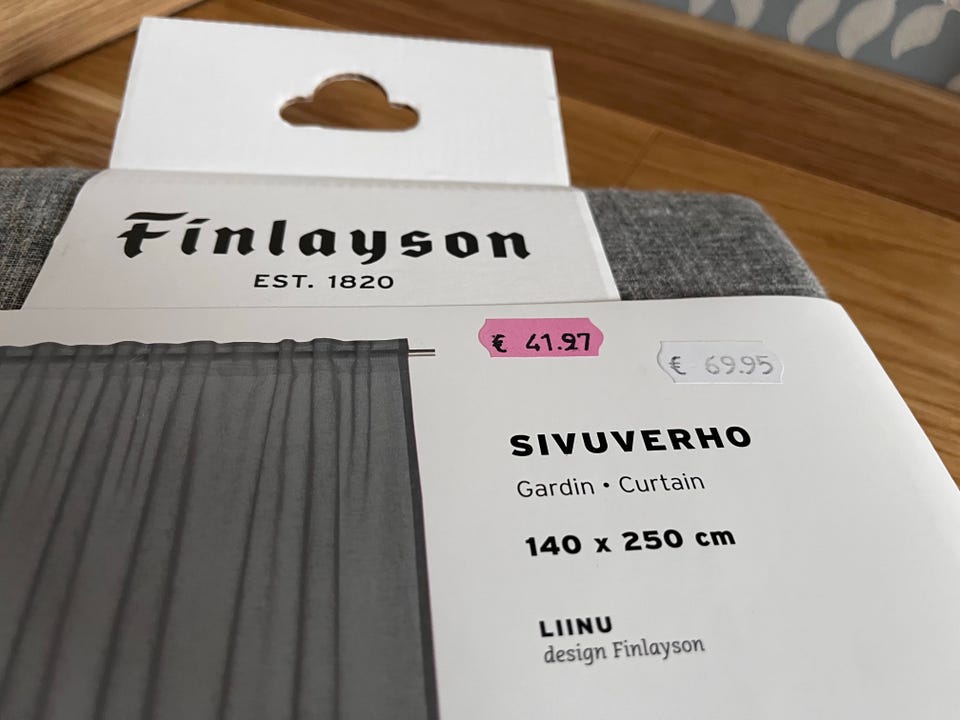 Finlayson
EST. 1820
€ 41.97
€ 69.95
SIVUVERHO
Gardin • Curtain
140 x 250 cm
LIINU
design Finlayson